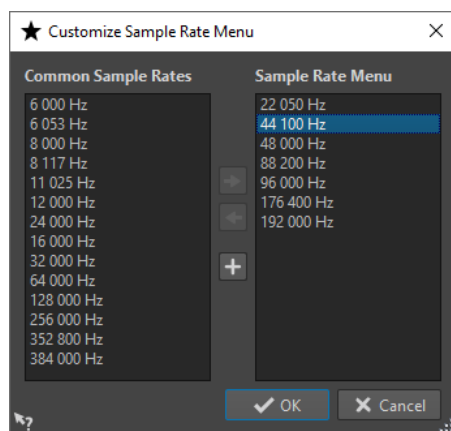 Customize Sample Rate Menu
Common Sample Rates
6 000 Hz
6 053 Hz
8 000 Hz
8 117 Hz
11 025 Hz
12 000 Hz
24 000 Hz
16 000 Hz
32 000 Hz
64 000 Hz
128 000 Hz
256 000 Hz
352 800 Hz
384 000 Hz
Sample Rate Menu
22 050 Hz
44 100 Hz
48 000 Hz
88 200 Hz
96 000 Hz
176 400 Hz
192 000 Hz
OK
Cancel
?